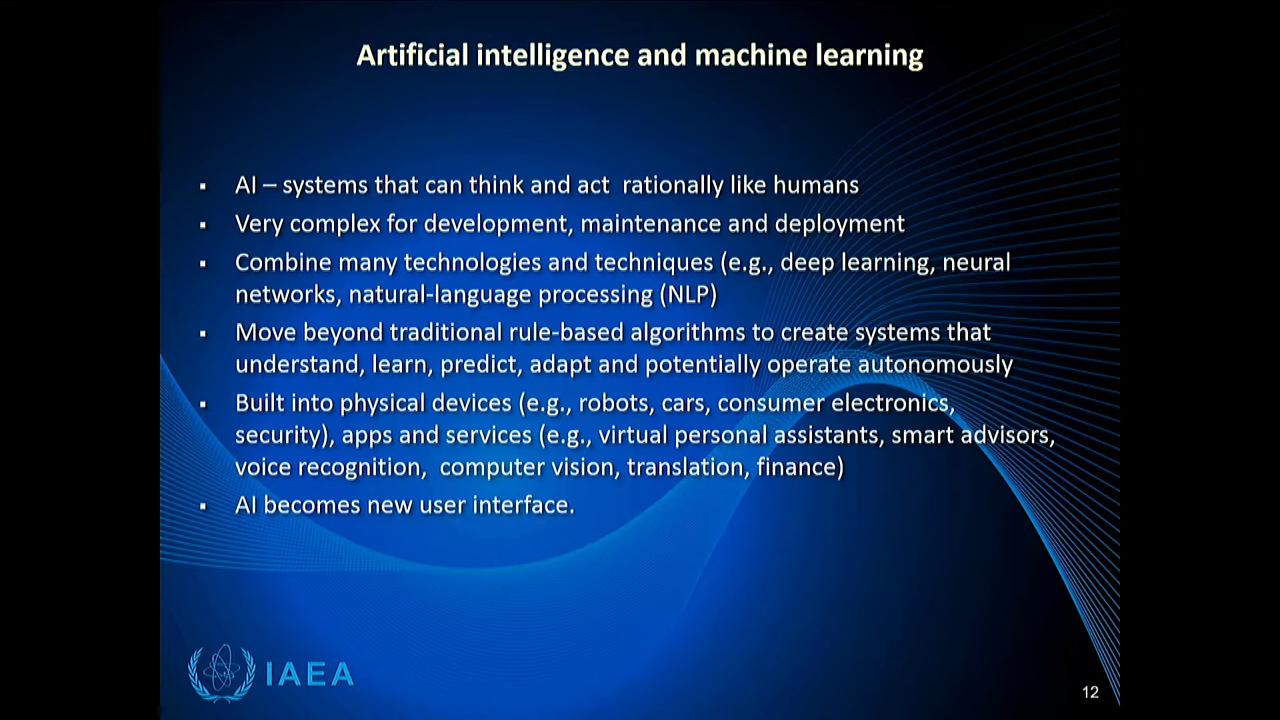 Artificial intelligence and machine learning
▪ AI – systems that can think and act  rationally like humans
▪ Very complex for development, maintenance and deployment
▪ Combine many technologies and techniques (e.g., deep learning, neural
networks, natural-language processing (NLP)
▪ Move beyond traditional rule-based algorithms to create systems that
understand, learn, predict, adapt and potentially operate autonomously
▪ Built into physical devices (e.g., robots, cars, consumer electronics,
security), apps and services (e.g., virtual personal assistants, smart advisors,
voice recognition,  computer vision, translation, finance)
▪ AI becomes new user interface.
IAEA
12